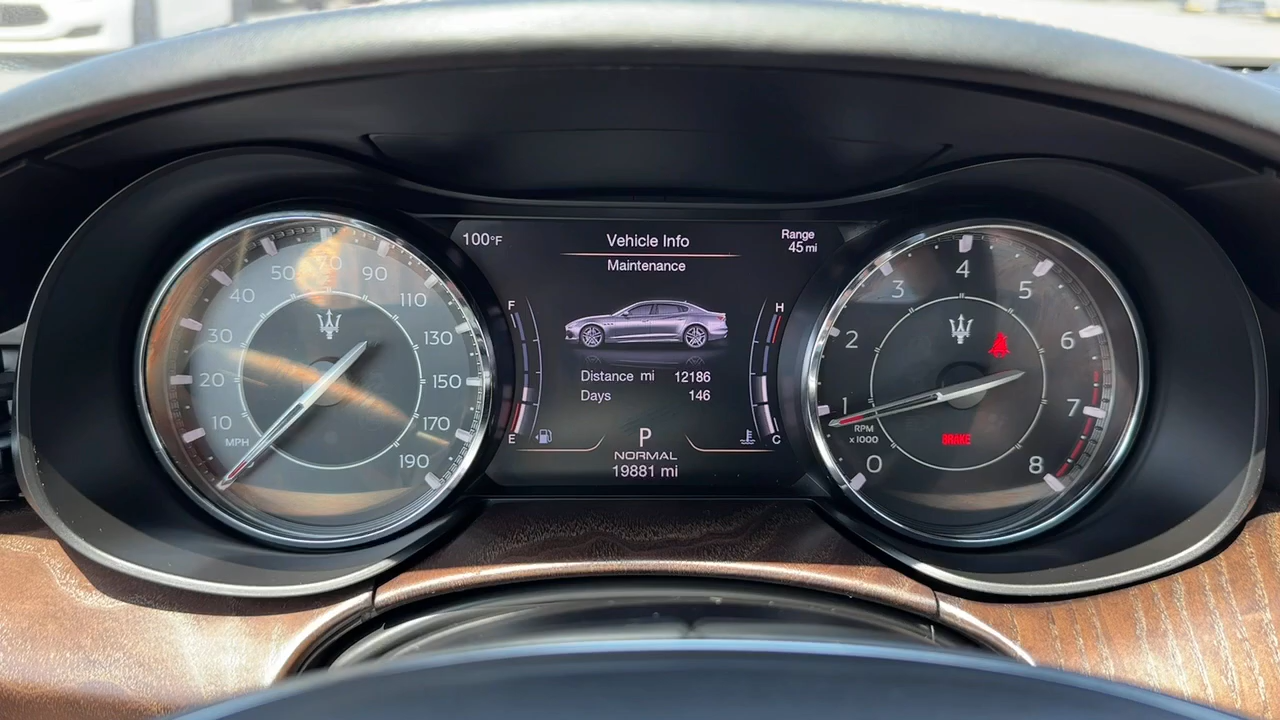 100°F
Vehicle Info
Maintenance
Range
45 mi
Distance mi 12186
Days 146
P
NORMAL
19881 mi
F
E
H
C
10
20
30
40
50
70
90
110
130
150
170
190
MPH
0
1
2
3
4
5
6
7
8
RPM
x1000
BRAKE